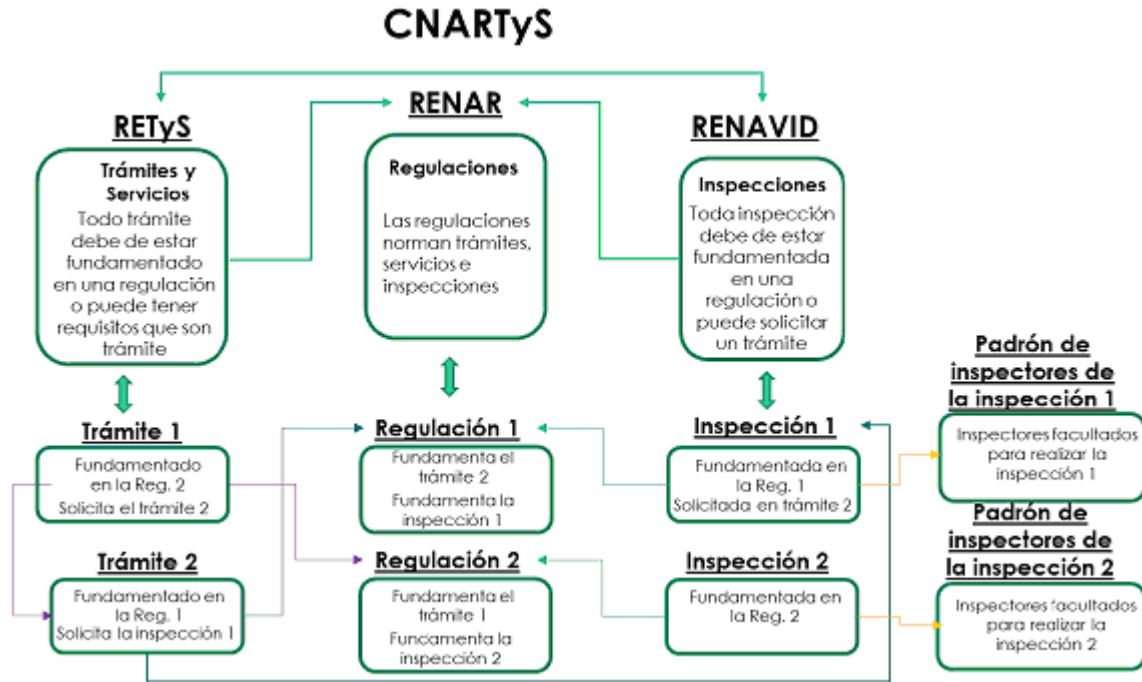 CNARTyS
RETyS
Trámites y
Servicios
Todo trámite
debe de estar
fundamentado
en una regulación
o puede tener
requisitos que son
trámite
RENAR
Regulaciones
Las regulaciones
norman trámites,
servicios e
inspecciones
RENAVID
Inspecciones
Toda inspección
debe de estar
fundamentada
en una
regulación o
puede solicitar
un trámite
Trámite 1
Fundamentado
en la Reg. 2
Solicita el trámite 2
Regulación 1
Fundamenta el
trámite 2
Fundamenta la
inspección 1
Inspección 1
Fundamentada en
la Reg. 1
Solicitada en trámite 2
Padrón de
inspectores de
la inspección 1
Inspectores facultados
para realizar la
inspección 1
Trámite 2
Fundamentado en
la Reg. 1
Solicita la inspección 1
Regulación 2
Fundamenta el
trámite 1
Fundamenta la
inspección 2
Inspección 2
Fundamentada en
la Reg. 2
Padrón de
inspectores de
la inspección 2
Inspectores facultados
para realizar la
inspección 2